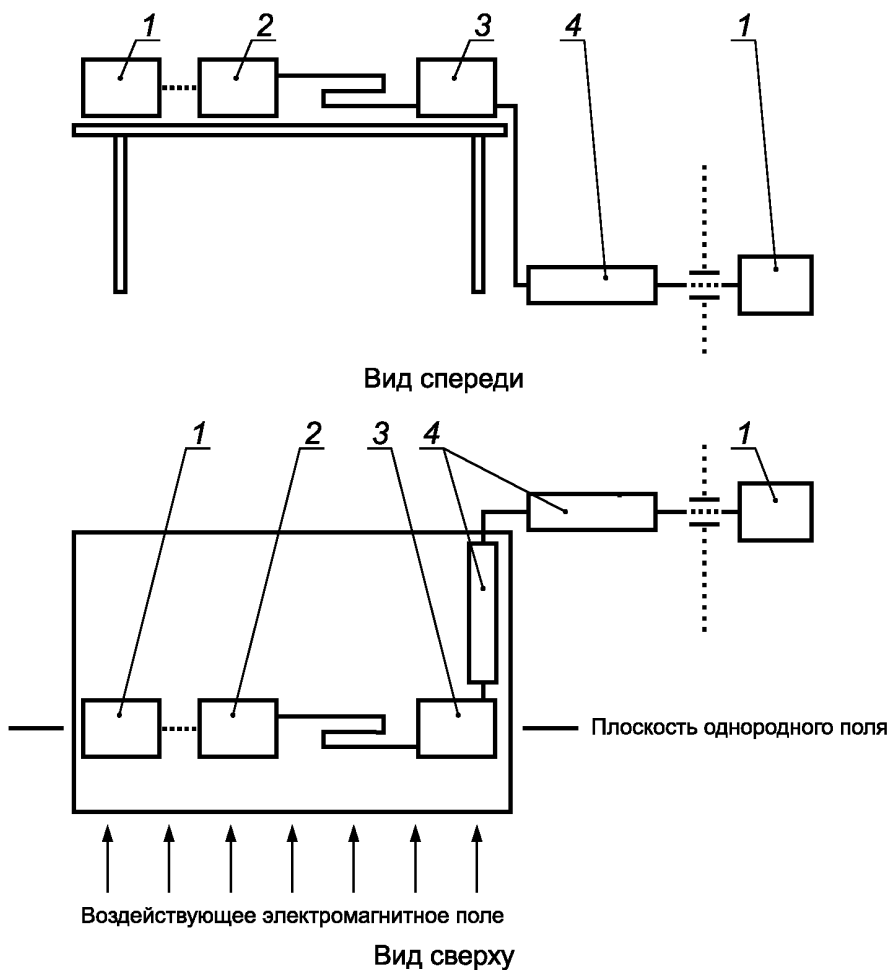 1 2 3 4 1
Вид спереди
1 2 3 4 1
Плоскость однородного поля
Воздействующее электромагнитное поле
Вид сверху